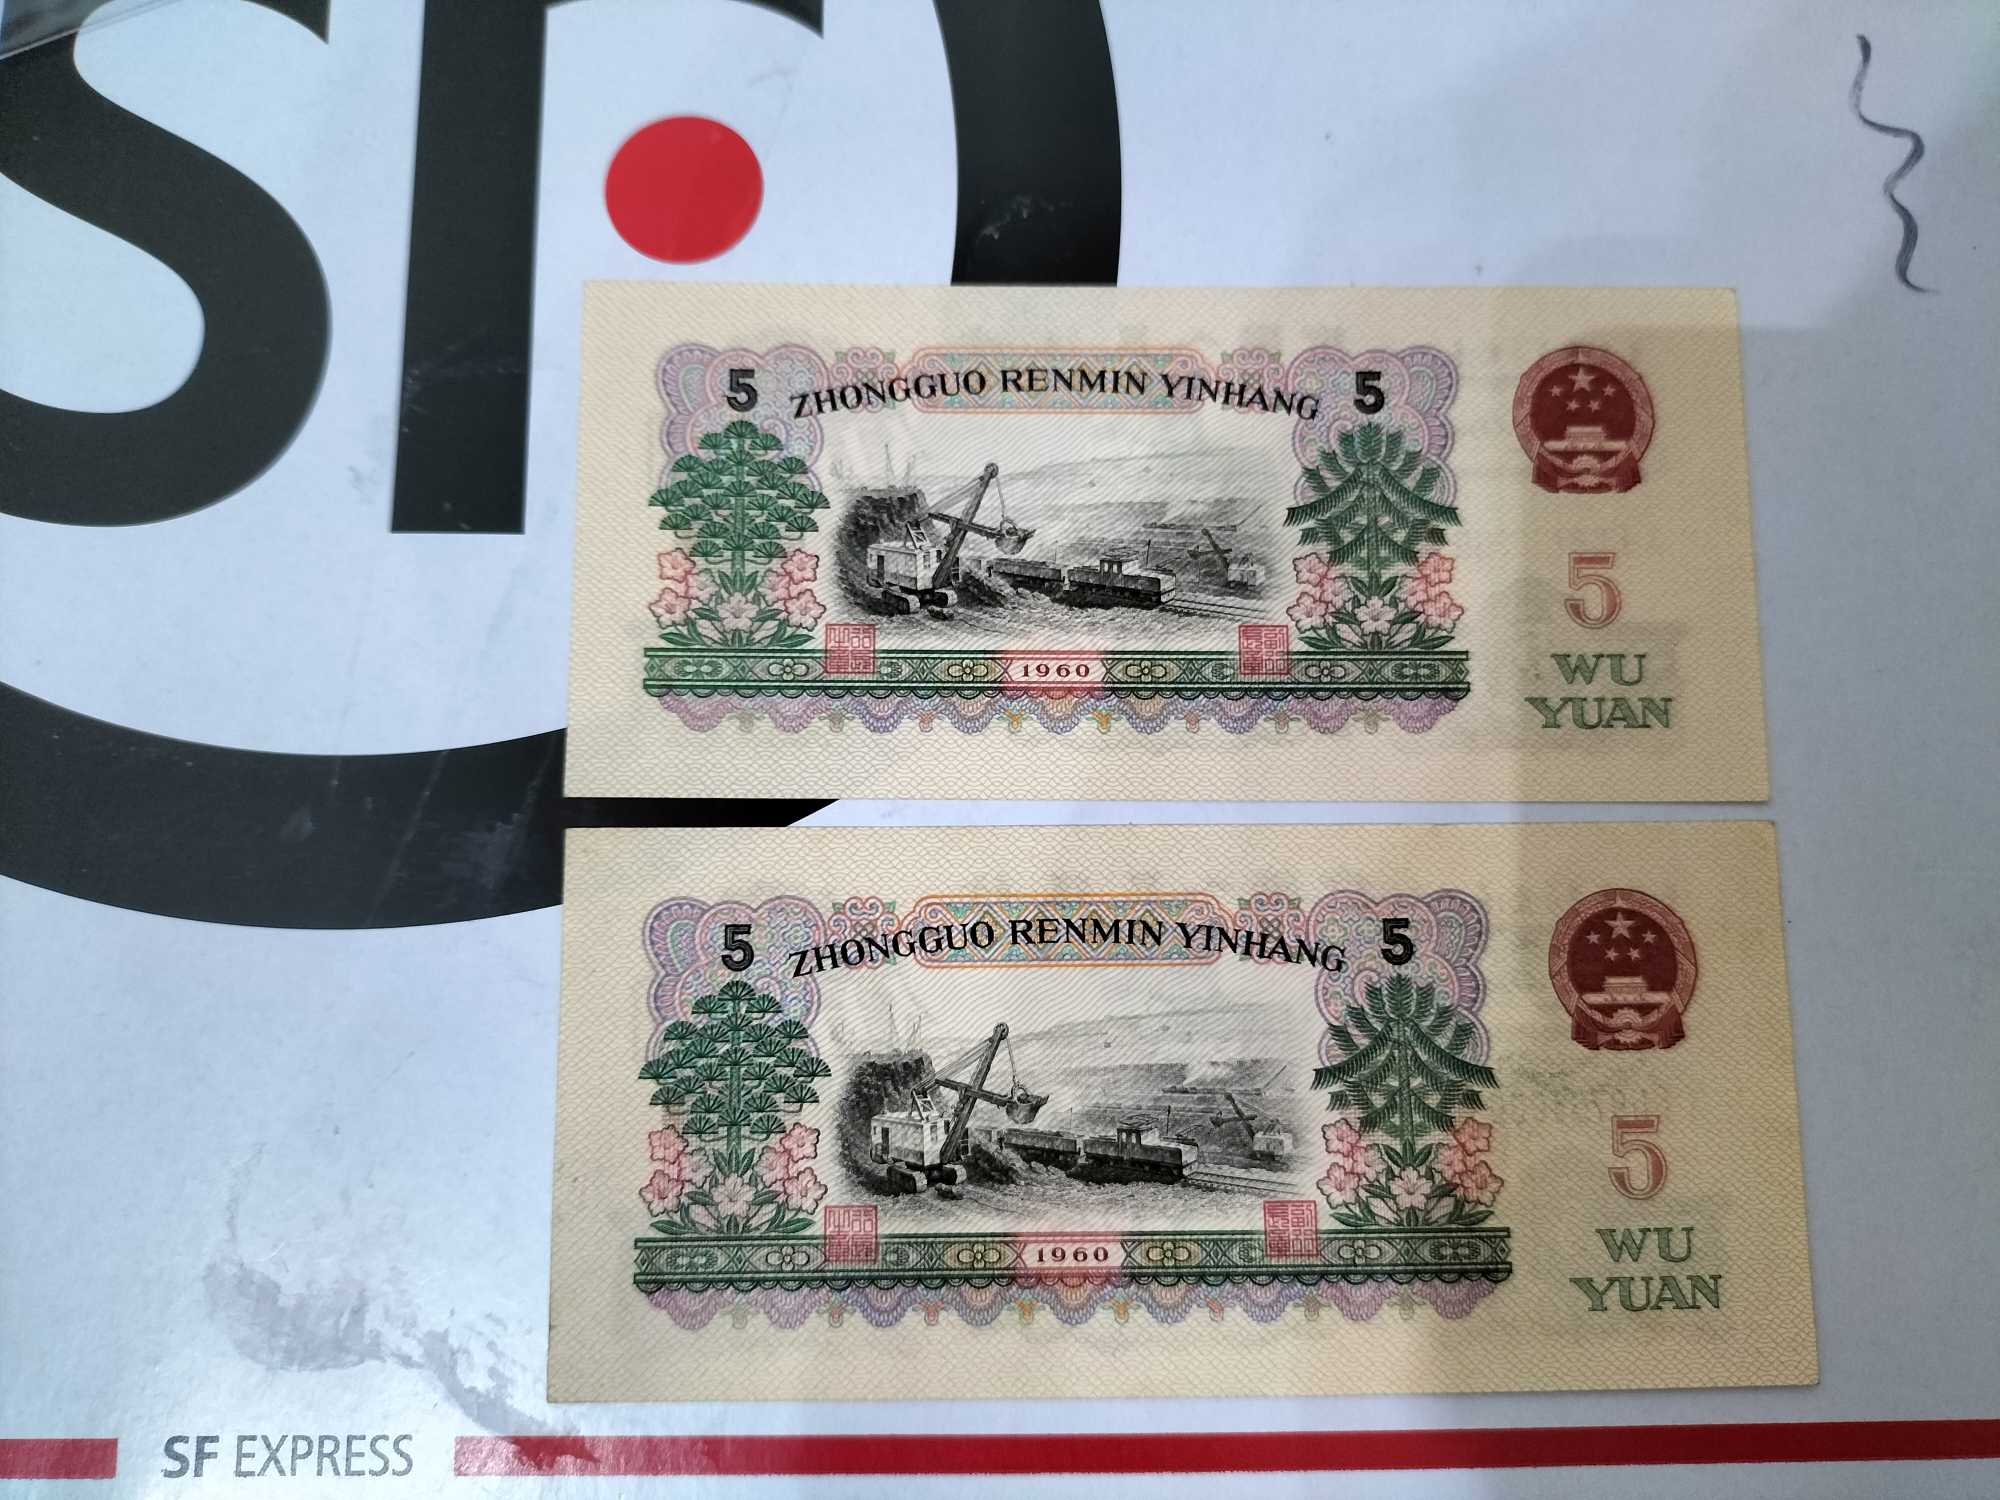 SF
5 ZHONGGUO RENMIN YINHANG 5
5
WU
YUAN
1960
5 ZHONGGUO RENMIN YINHANG 5
5
WU
YUAN
1960
SF EXPRESS